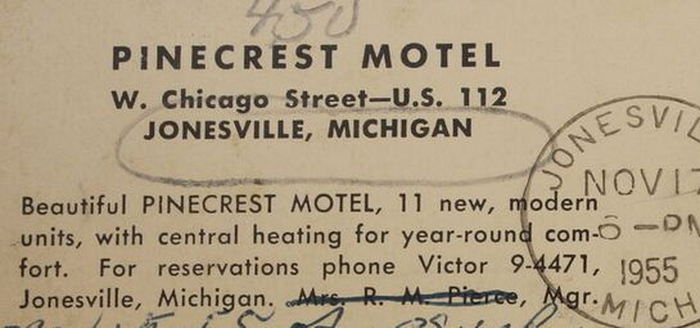 450
PINECREST MOTEL
W. Chicago Street—U.S. 112
JONESVILLE, MICHIGAN
JONESVIL
NOV 17
6 -PM
1955
MICH
Beautiful PINECREST MOTEL, 11 new, modern
units, with central heating for year-round com-
fort. For reservations phone Victor 9-4471,
Jonesville, Michigan. Mrs. R. M. Pierce, Mgr.